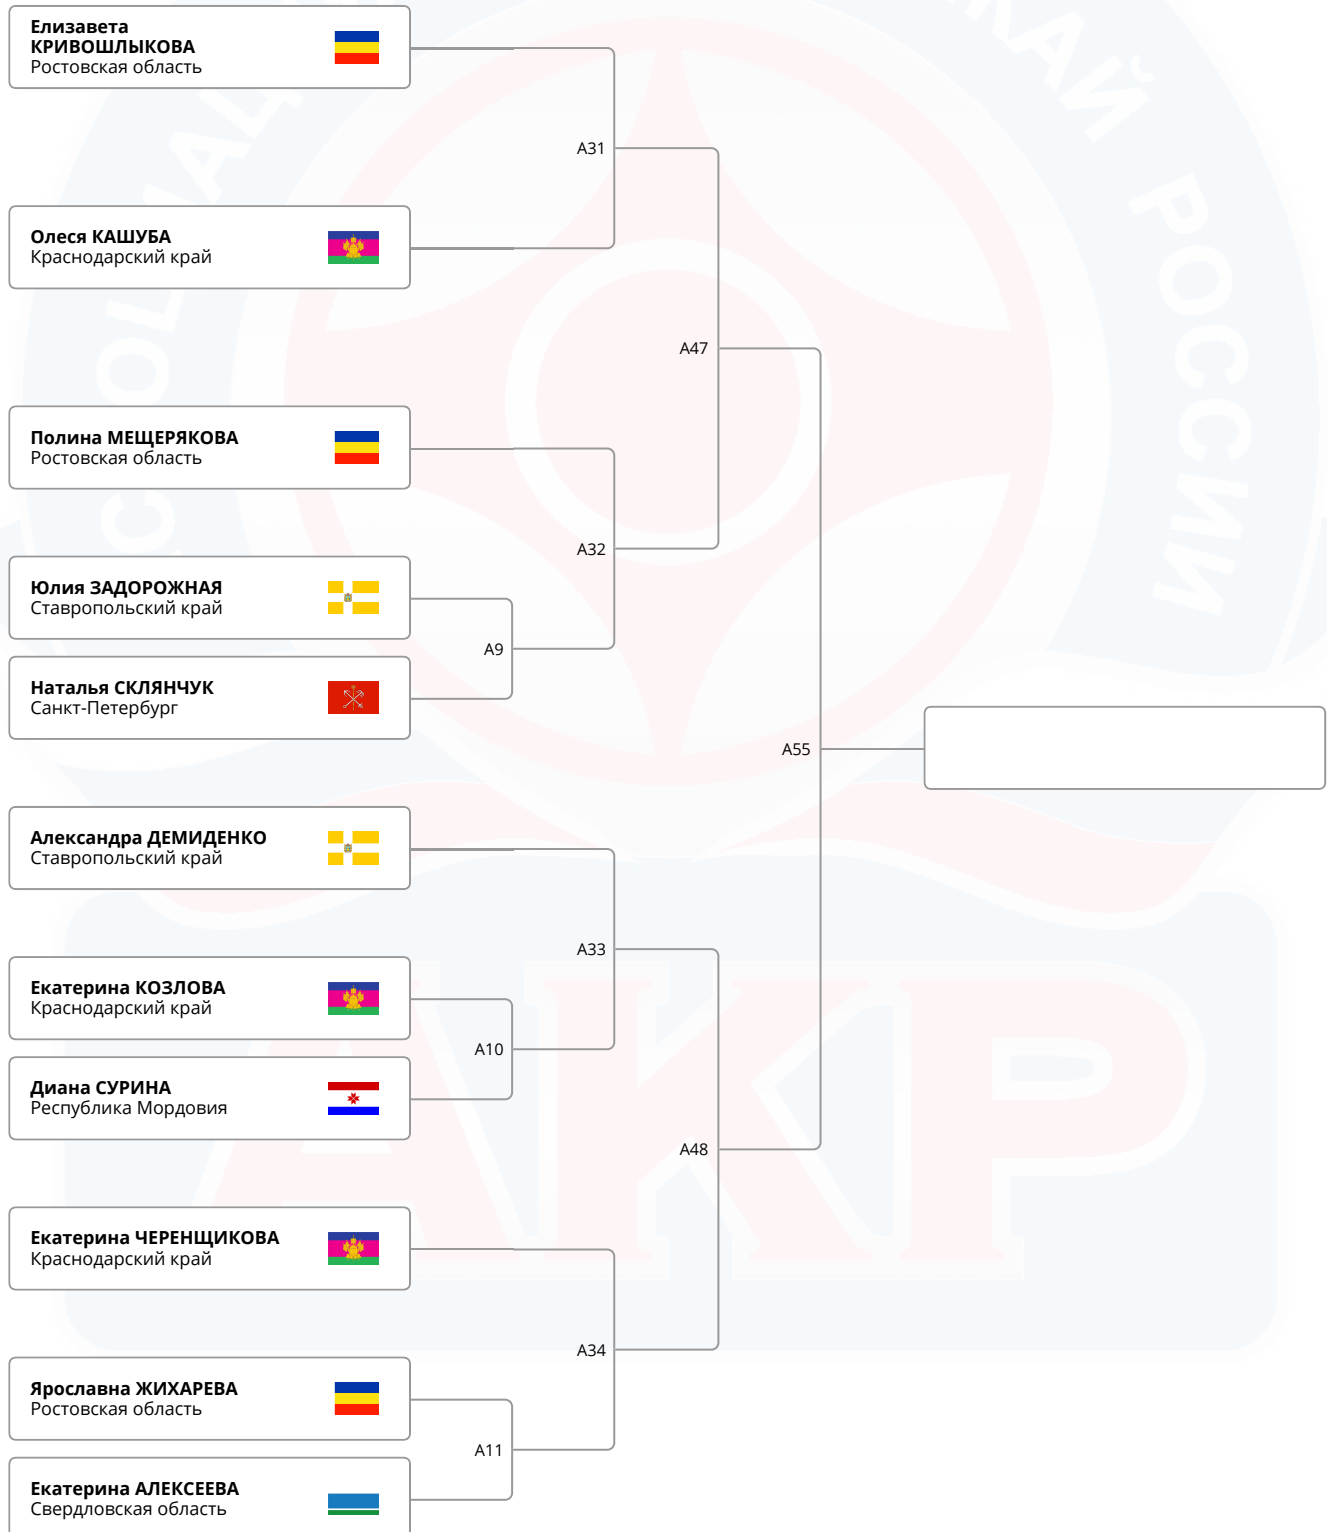 Елизавета
КРИВОШЛЫКОВА
Ростовская область
A31
Олеся КАШУБА
Краснодарский край
A47
Полина МЕЩЕРЯКОВА
Ростовская область
A32
Юлия ЗАДОРОЖНАЯ
Ставропольский край
A9
Наталья СКЛЯНЧУК
Санкт-Петербург
A55
Александра ДЕМИДЕНКО
Ставропольский край
A33
Екатерина КОЗЛОВА
Краснодарский край
A10
Диана СУРИНА
Республика Мордовия
A48
Екатерина ЧЕРЕНЩИКОВА
Краснодарский край
A34
Ярославна ЖИХАРЕВА
Ростовская область
A11
Екатерина АЛЕКСЕЕВА
Свердловская область
РОССИИ
АКР